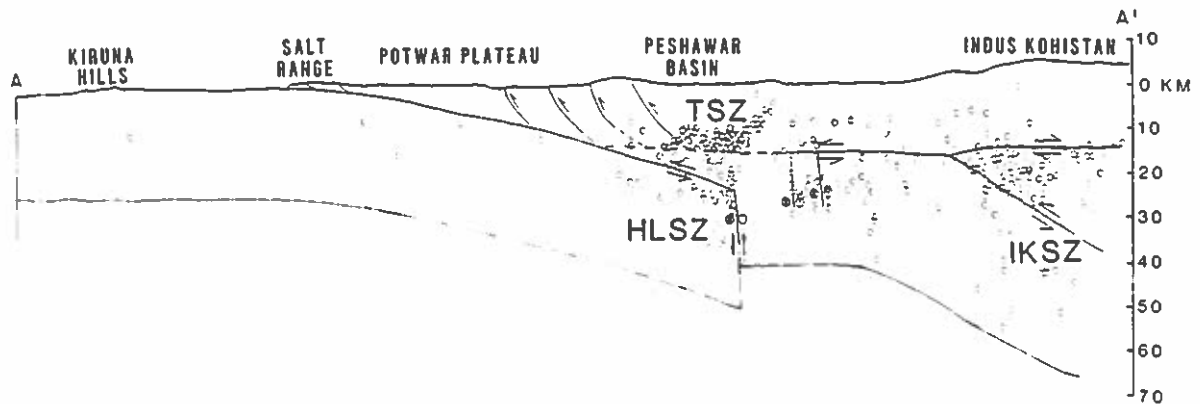 A'
10
KIRUNA
HILLS
SALT
RANGE
POTWAR PLATEAU
PESHAWAR
BASIN
INDUS KOHISTAN
A
0 KM
TSZ
10
20
HLSZ
30
IKSZ
40
50
60
70